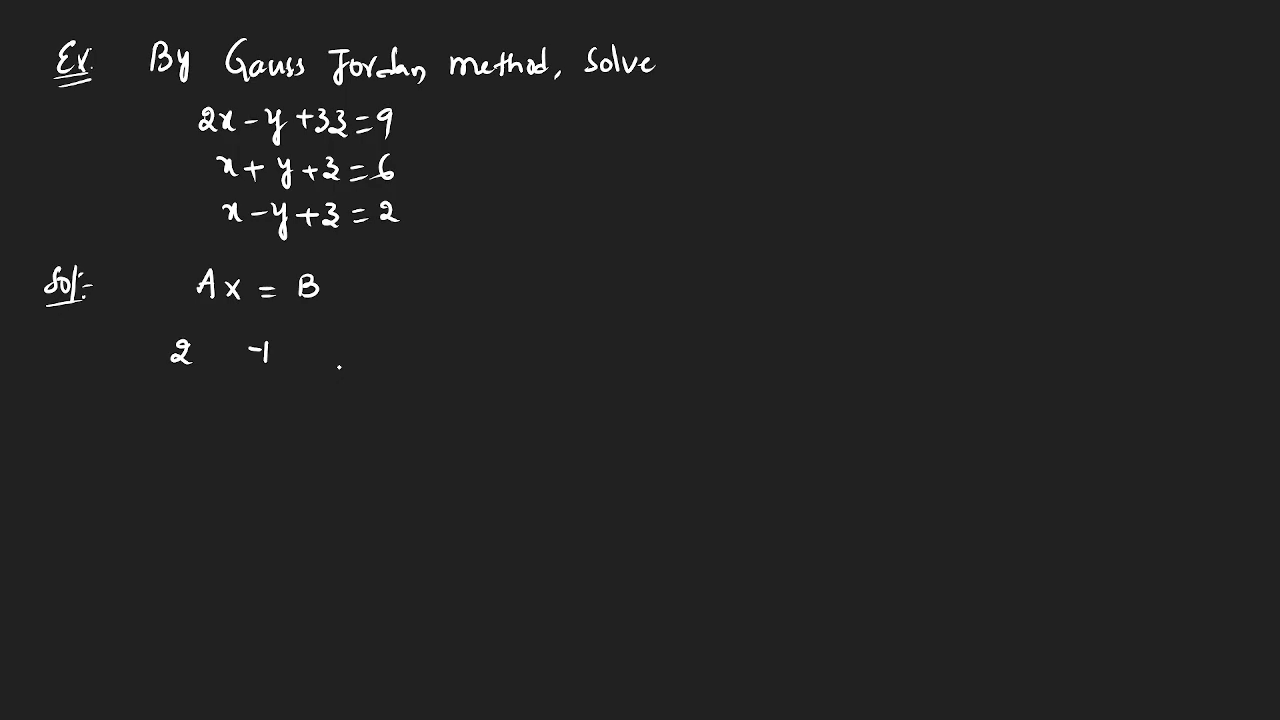 Ex: By Gauss Jordan method, Solve
2x - y + 3z = 9
x + y + z = 6
x - y + z = 2
Sol:- AX = B
2 -1